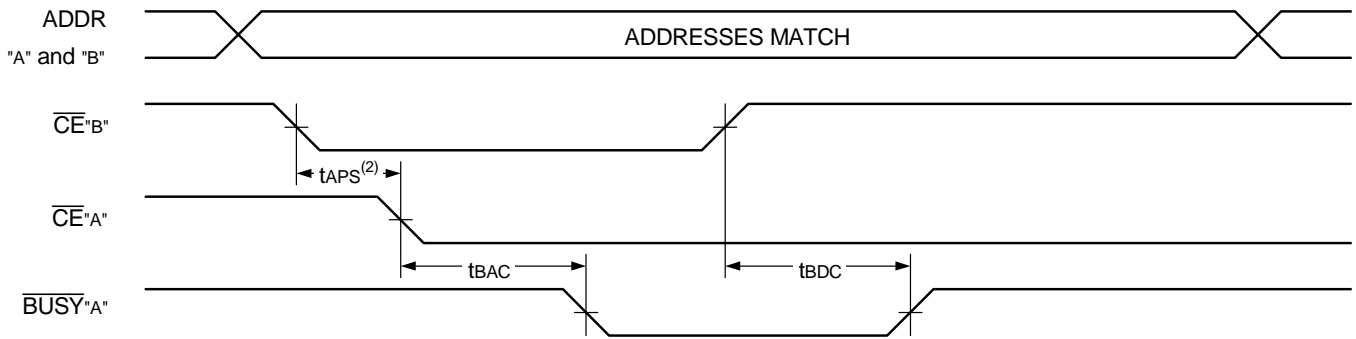 ADDR
"A" and "B"
ADDRESSES MATCH
CE"B"
tAPS(2)
CE"A"
tBAC
tBDC
BUSY"A"